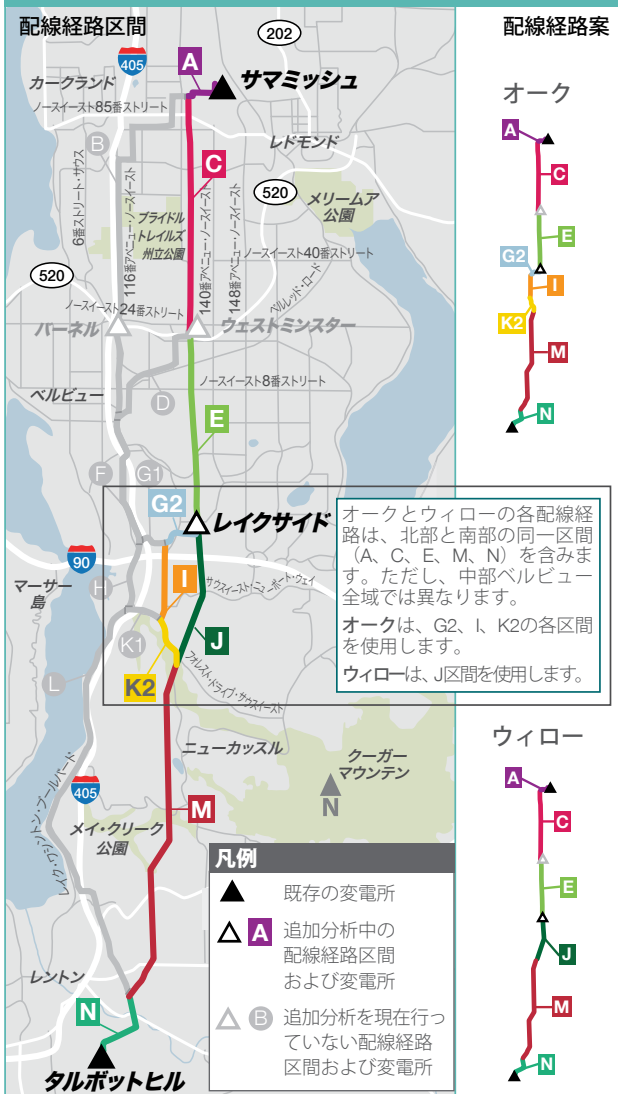 配線経路区間
配線経路案
202
405
A
サマミッシュ
カークランド
ノースイースト85番ストリート
レドモンド
B
C
6番ストリート・サウス
116番アベニュー・ノースイースト
ブライドル
トレイルズ
州立公園
140番アベニュー・ノースイースト
148番アベニュー・ノースイースト
520
メリームア
公園
ノースイースト40番ストリート
ベルレッド・ロード
520
ノースイースト24番ストリート
バーネル
ウェストミンスター
ベルビュー
ノースイースト8番ストリート
D
E
F
G1
G2
レイクサイド
90
マーサー
島
H
I
サウスイースト・ニューポート・ウェイ
J
K1
K2
フォレスト・ドライブ・サウスイースト
L
ニューカッスル
クーガー
マウンテン
N
405
レイク・ワシントン・ブールバード
メイ・クリーク
公園
M
レントン
N
タルボットヒル
凡例
既存の変電所
A
追加分析中の
配線経路区間
および変電所
B
追加分析を現在行っ
ていない配線経路
区間および変電所
オークとウィローの各配線経
路は、北部と南部の同一区間
（A、C、E、M、N）を含みま
す。ただし、中部ベルビュー
全域では異なります。
オークは、G2、I、K2の各区間
を使用します。
ウィローは、J区間を使用します。
オーク
A
C
E
G2
I
K2
M
N
ウィロー
A
C
E
J
M
N